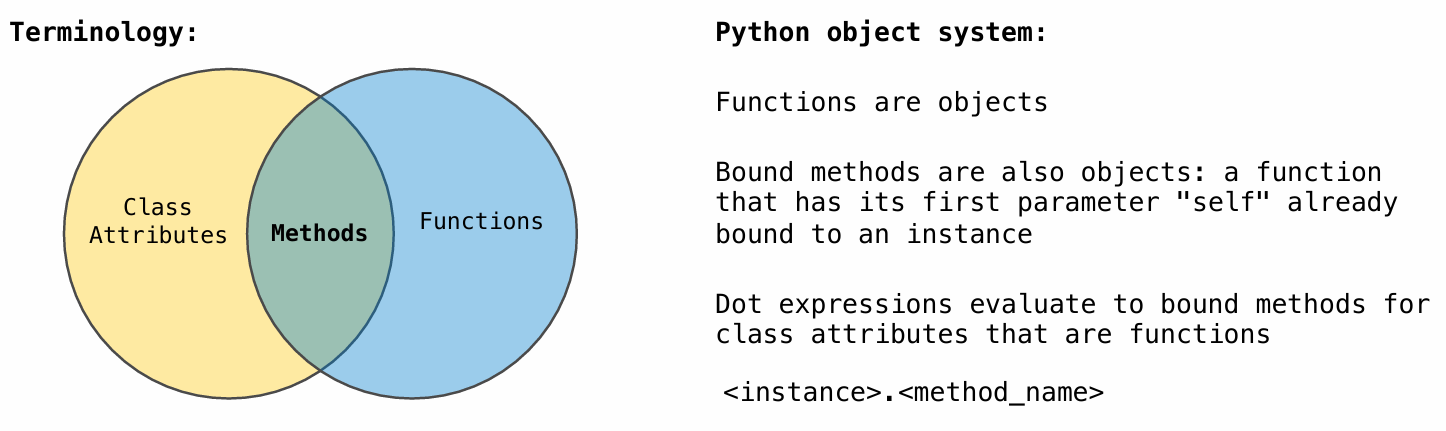 Terminology:
Class
Attributes
Methods
Functions
Python object system:
Functions are objects
Bound methods are also objects: a function
that has its first parameter "self" already
bound to an instance
Dot expressions evaluate to bound methods for
class attributes that are functions
<instance>.<method_name>